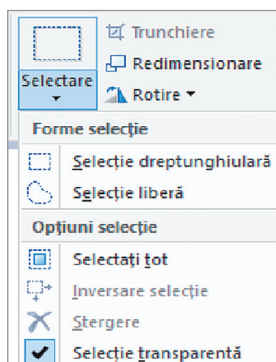 Trunchiere
Redimensionare
Selectare
Rotire
Forme selecție
Selecție dreptunghiulară
Selecție liberă
Opțiuni selecție
Selectați tot
Inversare selecție
Ștergere
Selecție transparentă